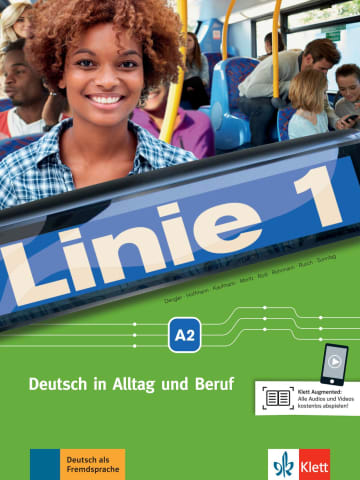 Linie 1
Dengler · Hoffmann · Kaufmann · Moritz · Rodi · Rohrmann · Rusch · Sonntag
A2
Deutsch in Alltag und Beruf
Klett Augmented:
Alle Audios und Videos
kostenlos abspielen!
Deutsch als
Fremdsprache
Klett